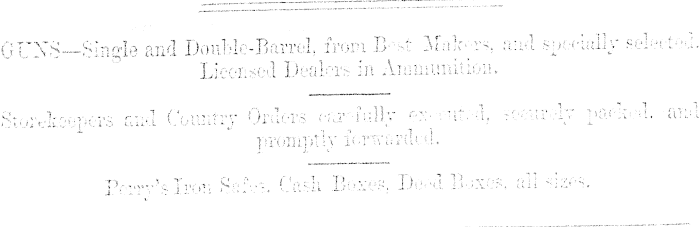 GUNS—Single and Double-Barrel, from Best Makers, and specially selected.
Licensed Dealers in Ammunition.
Storekeepers and Country Orders carefully executed, securely packed, and
promptly forwarded.
Perry's Iron Safes, Cash Boxes, Deed Boxes, all sizes.